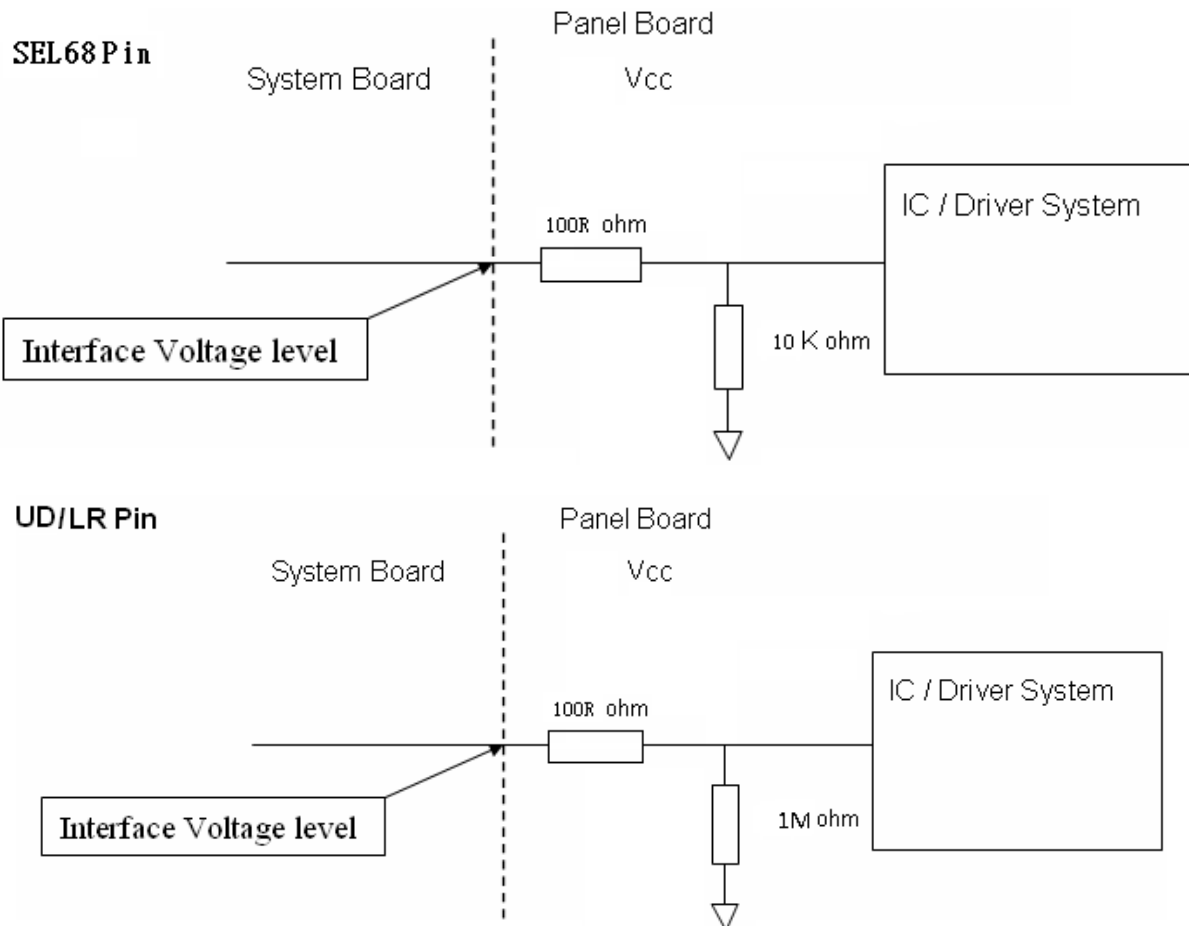 SEL68 Pin
Panel Board
System Board
Vcc
IC / Driver System
100R ohm
Interface Voltage level
10 K ohm
UD/LR Pin
Panel Board
System Board
Vcc
IC / Driver System
100R ohm
Interface Voltage level
1M ohm